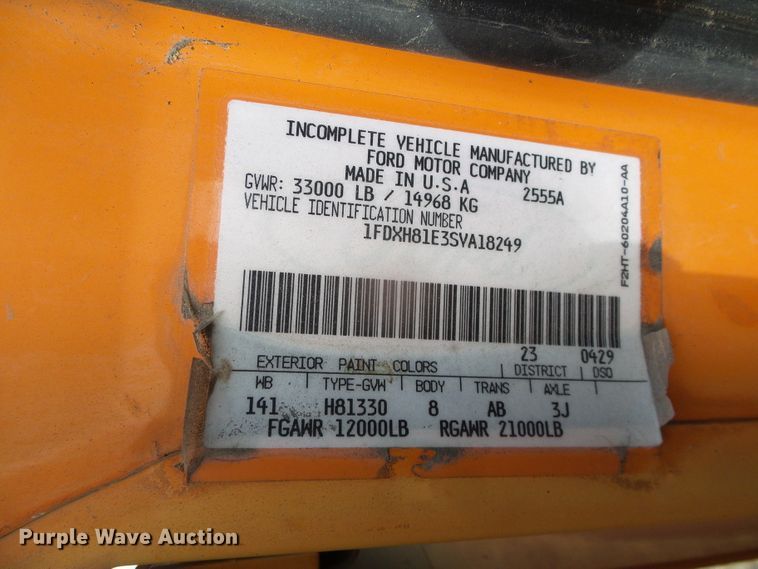 INCOMPLETE VEHICLE MANUFACTURED BY
FORD MOTOR COMPANY
MADE IN U.S.A
2555A
GVWR: 33000 LB / 14968 KG
VEHICLE IDENTIFICATION NUMBER
1FDXH81E3SVA18249
F2HT-60204A10-AA
23 0429
EXTERIOR PAINT COLORS DISTRICT DSO
WB TYPE-GVW BODY TRANS AXLE
141 H81330 8 AB 3J
FGAWR 12000LB RGAWR 21000LB
Purple Wave Auction